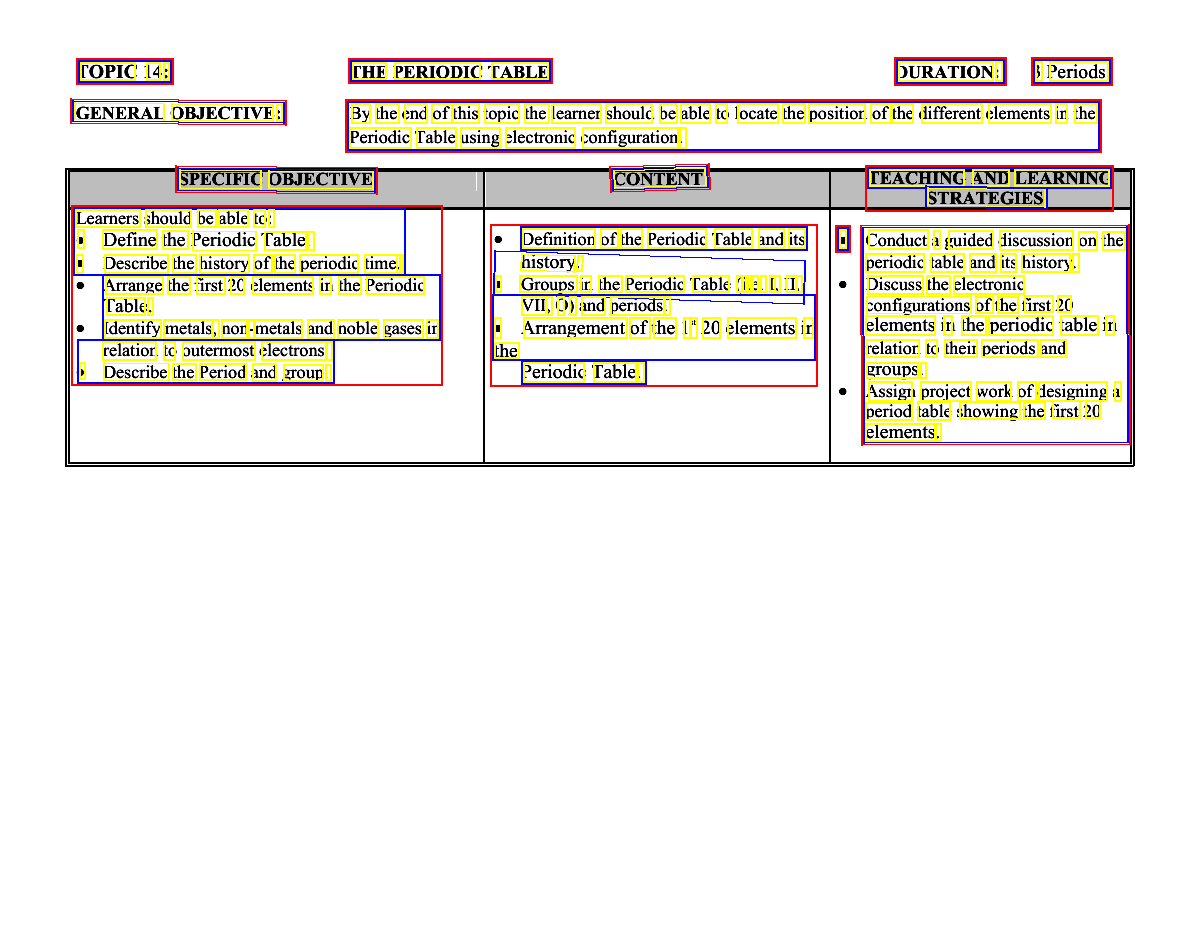 TOPIC 14: THE PERIODIC TABLE DURATION: 8 Periods
GENERAL OBJECTIVE: By the end of this topic the learner should be able to locate the position of the different elements in the
Periodic Table using electronic configuration.
SPECIFIC OBJECTIVE
Learners should be able to:
• Define the Periodic Table
• Describe the history of the periodic time.
• Arrange the first 20 elements in the Periodic
Table.
• Identify metals, non-metals and noble gases in
relation to outermost electrons
• Describe the Period and group
CONTENT
• Definition of the Periodic Table and its
history.
• Groups in the Periodic Table (i.e. I, II,
VII, O) and periods
• Arrangement of the 1st 20 elements in
the
Periodic Table.
TEACHING AND LEARNING
STRATEGIES
• Conduct a guided discussion on the
periodic table and its history.
• Discuss the electronic
configurations of the first 20
elements in the periodic table in
relation to their periods and
groups.
• Assign project work of designing a
period table showing the first 20
elements.